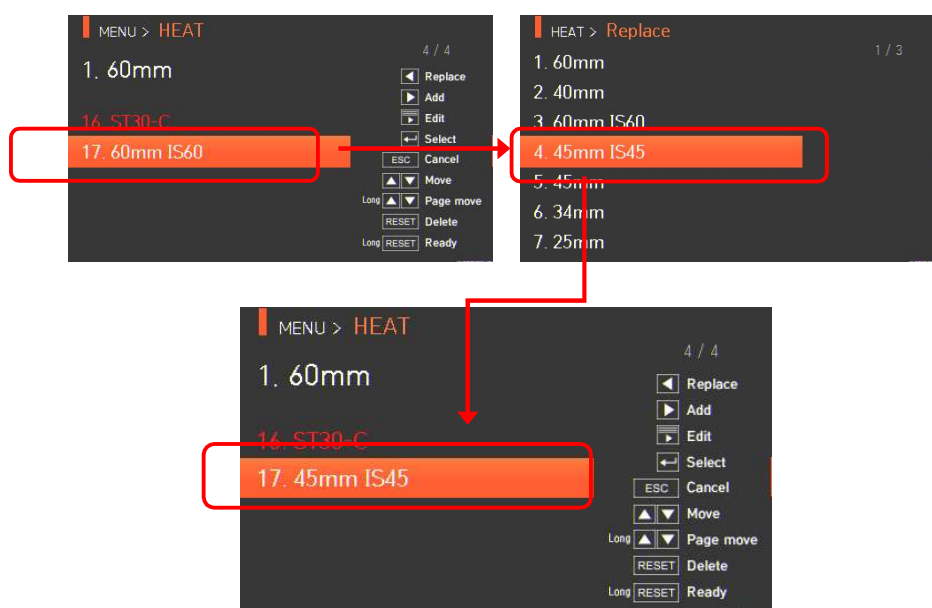 MENU > HEAT
4 / 4
1. 60mm
Replace
Add
16. ST30-C
Edit
Select
17. 60mm IS60
ESC Cancel
Move
Long Page move
RESET Delete
Long RESET Ready
HEAT > Replace
1 / 3
1. 60mm
2. 40mm
3. 60mm IS60
4. 45mm IS45
5. 45mm
6. 34mm
7. 25mm
MENU > HEAT
4 / 4
1. 60mm
Replace
Add
16. ST30-C
Edit
Select
17. 45mm IS45
ESC Cancel
Move
Long Page move
RESET Delete
Long RESET Ready